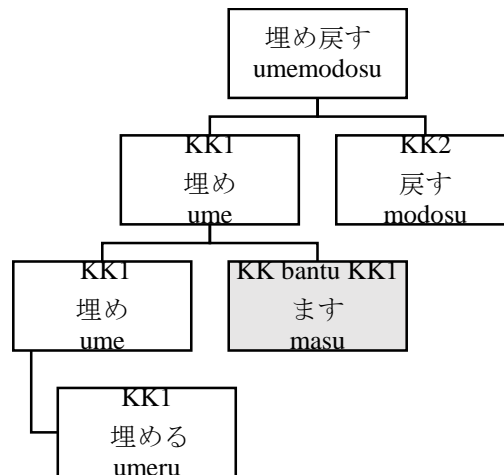 埋め戻す
umemodosu
KK1
埋め
ume
KK2
戻す
modosu
KK1
埋め
ume
KK bantu KK1
ます
masu
KK1
埋める
umeru